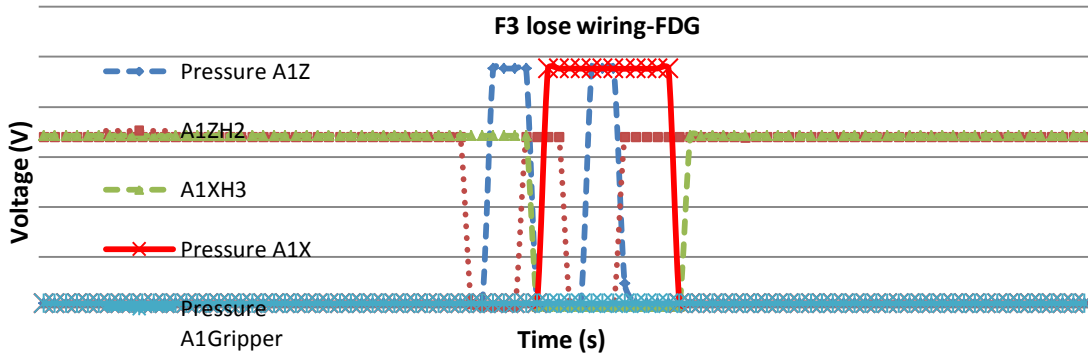 F3 lose wiring-FDG
Voltage (V)
Pressure A1Z
A1ZH2
A1XH3
Pressure A1X
Pressure
A1Gripper
Time (s)